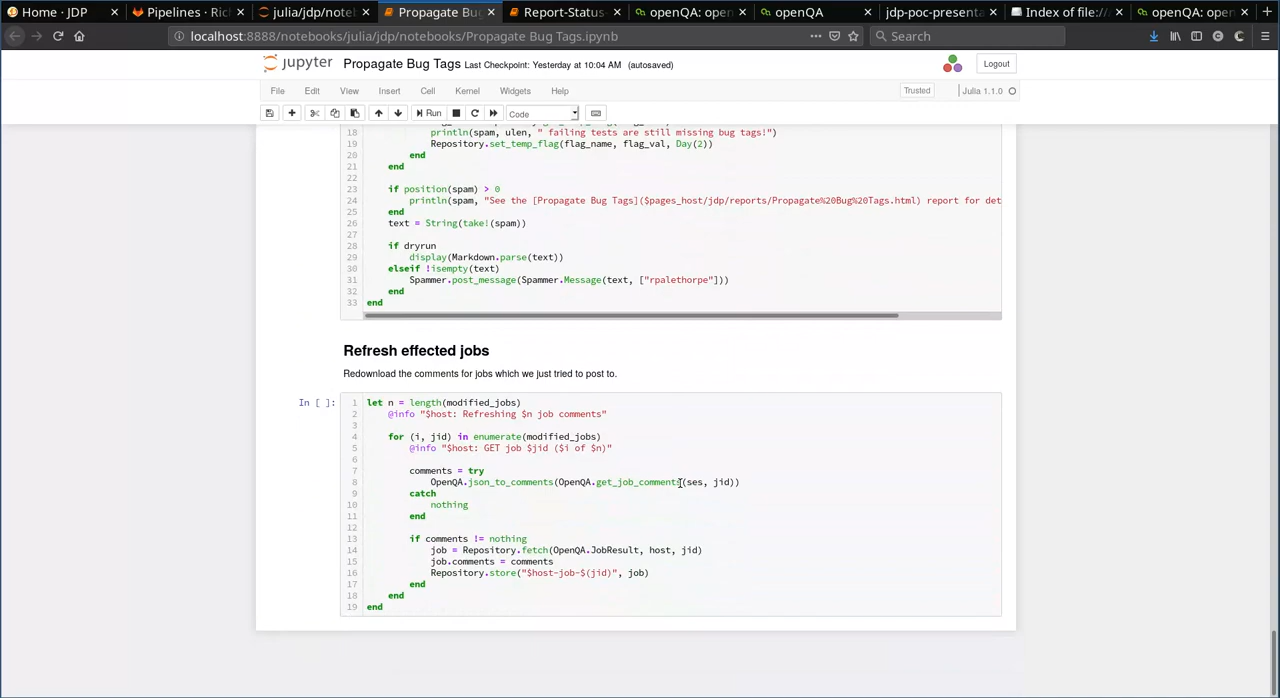 Home · JDP
Pipelines · Ric
julia/jdp/note
Propagate Bug
Report-Status-
openQA: open
openQA
jdp-poc-presenta
Index of file://
openQA: open
localhost:8888/notebooks/julia/jdp/notebooks/Propagate Bug Tags.ipynb
Search
jupyter Propagate Bug Tags Last Checkpoint: Yesterday at 10:04 AM (autosaved)
Logout
File Edit View Insert Cell Kernel Widgets Help
Trusted
Julia 1.1.0
Run
Code
18 println(spam, ulen, " failing tests are still missing bug tags!")
19 Repository.set_temp_flag(flag_name, flag_val, Day(2))
20 end
21 end
22
23 if position(spam) > 0
24 println(spam, "See the [Propagate Bug Tags]($pages_host/jdp/reports/Propagate%20Bug%20Tags.html) report for det
25 end
26 text = String(take!(spam))
27
28 if dryrun
29 display(Markdown.parse(text))
30 elseif !isempty(text)
31 Spammer.post_message(Spammer.Message(text, ["rpalethorpe"]))
32 end
33 end
Refresh effected jobs
Redownload the comments for jobs which we just tried to post to.
In [ ]:
1 let n = length(modified_jobs)
2 @info "$host: Refreshing $n job comments"
3
4 for (i, jid) in enumerate(modified_jobs)
5 @info "$host: GET job $jid ($i of $n)"
6
7 comments = try
8 OpenQA.json_to_comments(OpenQA.get_job_comments(ses, jid))
9 catch
10 nothing
11 end
12
13 if comments != nothing
14 job = Repository.fetch(OpenQA.JobResult, host, jid)
15 job.comments = comments
16 Repository.store("$host-job-$(jid)", job)
17 end
18 end
19 end